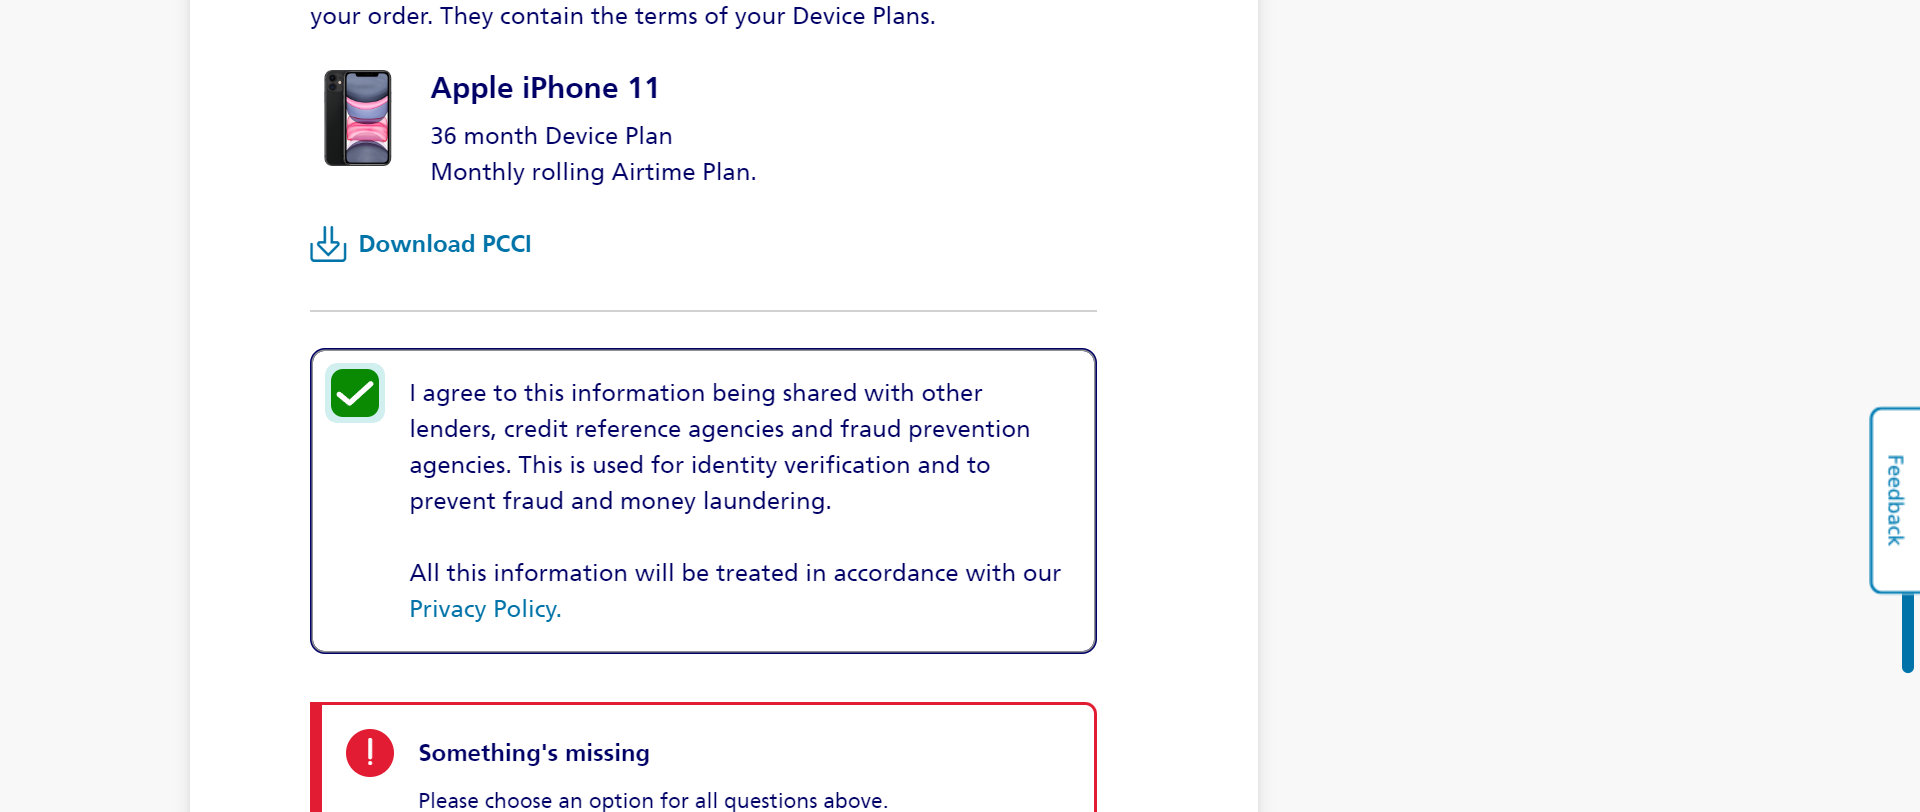 your order. They contain the terms of your Device Plans.
Apple iPhone 11
36 month Device Plan
Monthly rolling Airtime Plan.
Download PCCI
I agree to this information being shared with other
lenders, credit reference agencies and fraud prevention
agencies. This is used for identity verification and to
prevent fraud and money laundering.
All this information will be treated in accordance with our
Privacy Policy.
Feedback
Something's missing
Please choose an option for all questions above.